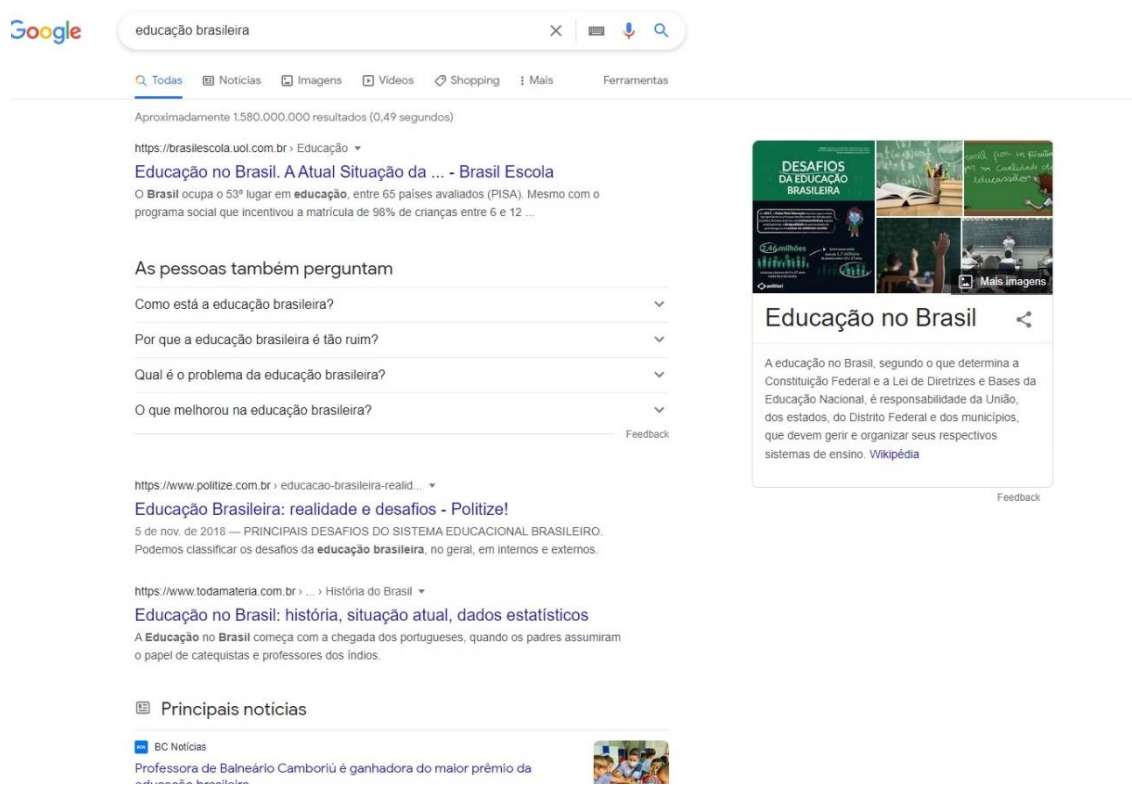 Google
educação brasileira
Todas Notícias Imagens Vídeos Shopping Mais Ferramentas
Aproximadamente 1.580.000.000 resultados (0,49 segundos)
https://brasilescola.uol.com.br › Educação
Educação no Brasil. A Atual Situação da ... - Brasil Escola
O Brasil ocupa o 53º lugar em educação, entre 65 países avaliados (PISA). Mesmo com o
programa social que incentivou a matrícula de 98% de crianças entre 6 e 12 ...
As pessoas também perguntam
Como está a educação brasileira?
Por que a educação brasileira é tão ruim?
Qual é o problema da educação brasileira?
O que melhorou na educação brasileira?
Feedback
https://www.politize.com.br › educacao-brasileira-realid...
Educação Brasileira: realidade e desafios - Politize!
5 de nov. de 2018 — PRINCIPAIS DESAFIOS DO SISTEMA EDUCACIONAL BRASILEIRO.
Podemos classificar os desafios da educação brasileira, no geral, em internos e externos.
https://www.todamateria.com.br › ... › História do Brasil
Educação no Brasil: história, situação atual, dados estatísticos
A Educação no Brasil começa com a chegada dos portugueses, quando os padres assumiram
o papel de catequistas e professores dos índios.
Principais notícias
BC Notícias
Professora de Balneário Camboriú é ganhadora do maior prêmio da
educação brasileira
DESAFIOS
DA EDUCAÇÃO
BRASILEIRA
2,46 milhões
politize!
Mais imagens
Educação no Brasil
A educação no Brasil, segundo o que determina a
Constituição Federal e a Lei de Diretrizes e Bases da
Educação Nacional, é responsabilidade da União,
dos estados, do Distrito Federal e dos municípios,
que devem gerir e organizar seus respectivos
sistemas de ensino. Wikipédia
Feedback